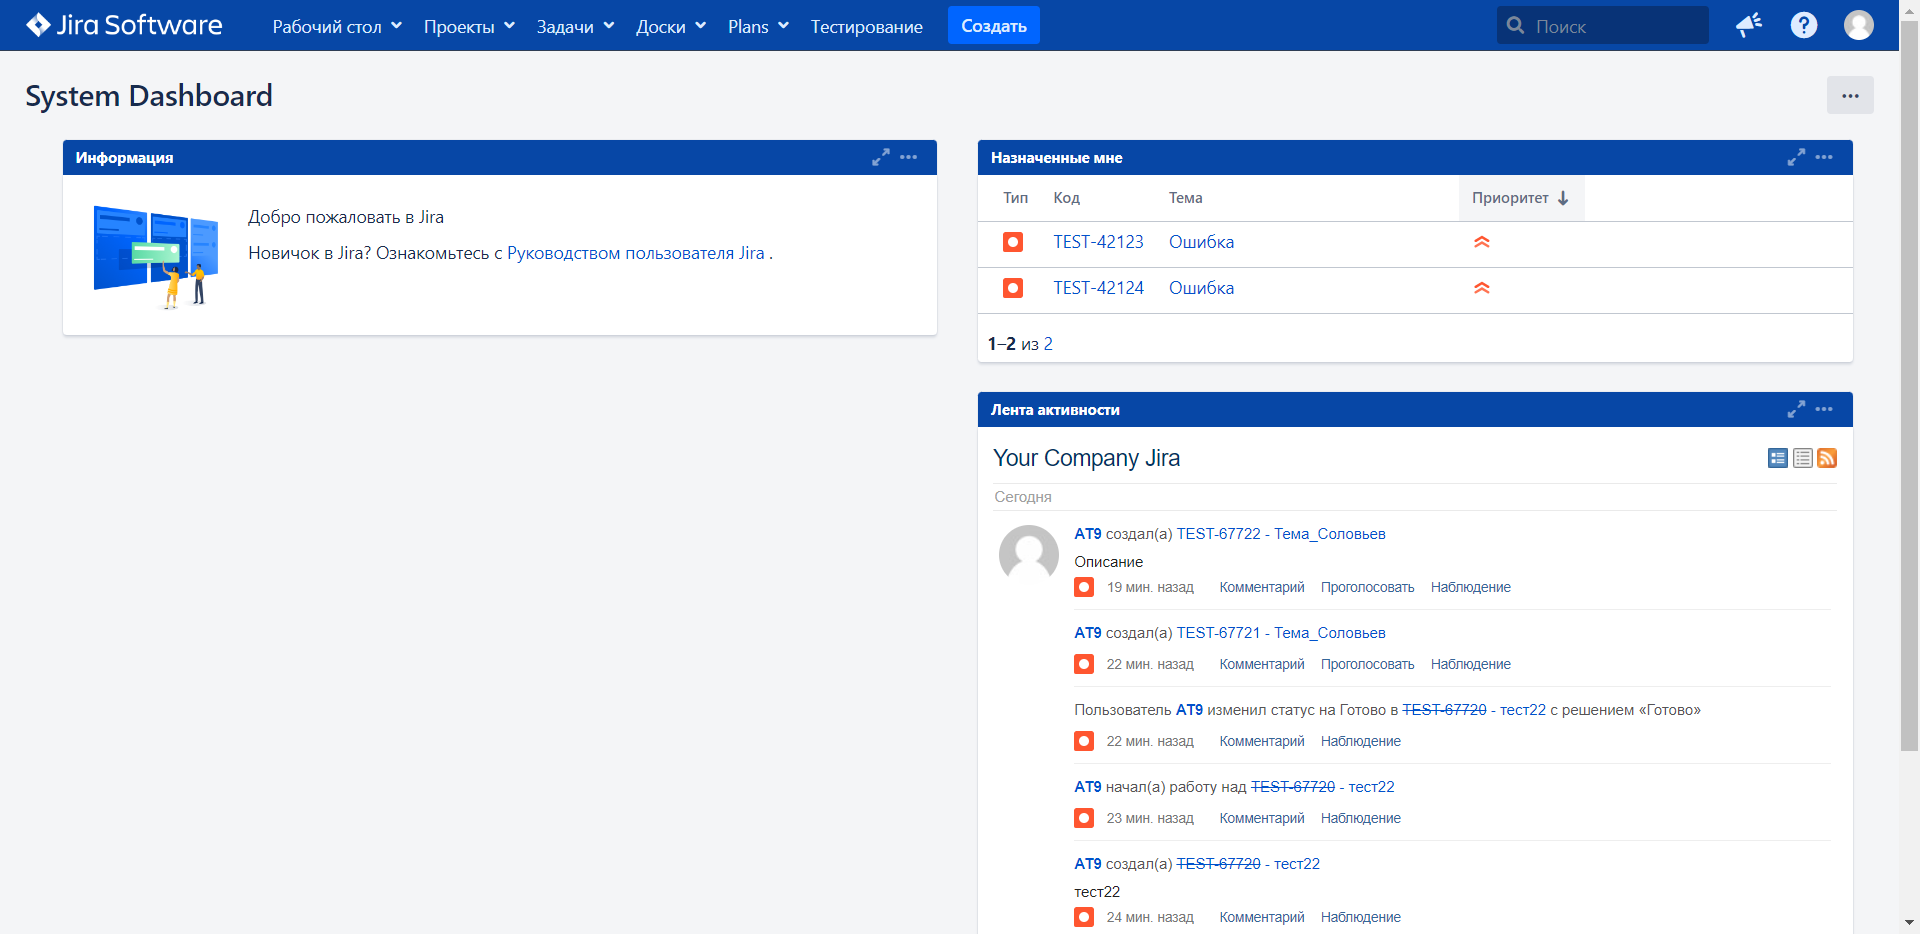 Jira Software Рабочий стол Проекты Задачи Доски Plans Тестирование Создать Поиск
System Dashboard
Информация
Добро пожаловать в Jira
Новичок в Jira? Ознакомьтесь с Руководством пользователя Jira .
Назначенные мне
Тип Код Тема Приоритет
TEST-42123 Ошибка
TEST-42124 Ошибка
1–2 из 2
Лента активности
Your Company Jira
Сегодня
AT9 создал(а) TEST-67722 - Тема_Соловьев
Описание
19 мин. назад Комментарий Проголосовать Наблюдение
AT9 создал(а) TEST-67721 - Тема_Соловьев
22 мин. назад Комментарий Проголосовать Наблюдение
Пользователь AT9 изменил статус на Готово в TEST-67720 - тест22 с решением «Готово»
22 мин. назад Комментарий Наблюдение
AT9 начал(а) работу над TEST-67720 - тест22
23 мин. назад Комментарий Наблюдение
AT9 создал(а) TEST-67720 - тест22
тест22
24 мин. назад Комментарий Наблюдение